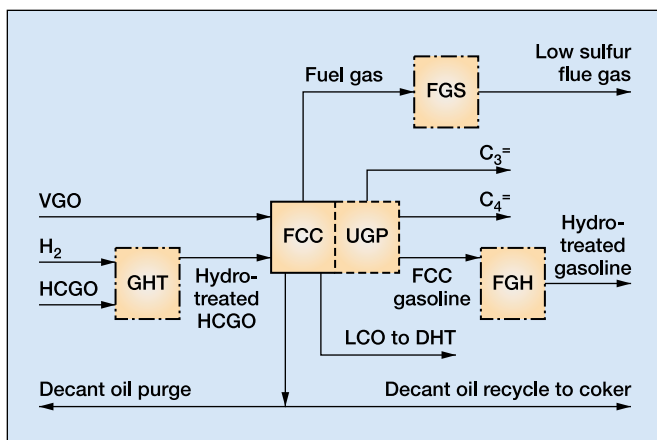 Low sulfur
flue gas
Fuel gas
FGS
C3=
C4=
VGO
FCC
UGP
Hydro-
treated
gasoline
H2
GHT
HCGO
Hydro-
treated
HCGO
FCC
gasoline
FGH
LCO to DHT
Decant oil purge
Decant oil recycle to coker